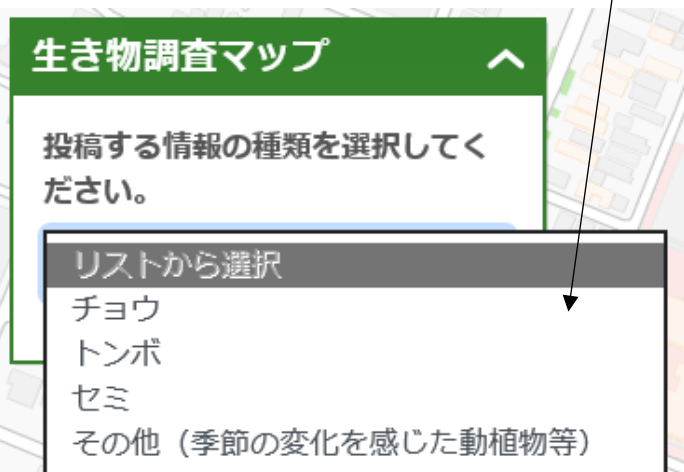 生き物調査マップ
投稿する情報の種類を選択してく
ださい。
リストから選択
チョウ
トンボ
セミ
その他（季節の変化を感じた動植物等）